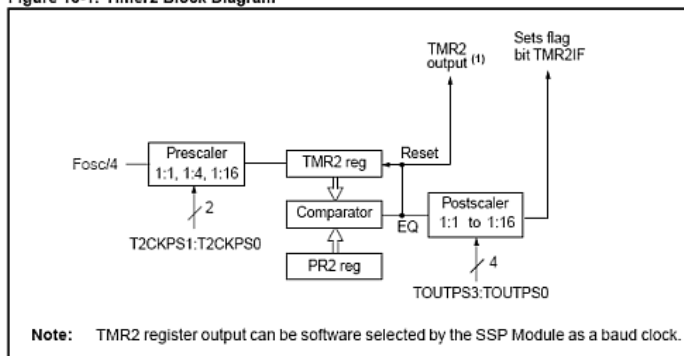 Figure 13-1: Timer2 Block Diagram
TMR2
output (1)
Sets flag
bit TMR2IF
Fosc/4
Prescaler
1:1, 1:4, 1:16
2
T2CKPS1:T2CKPS0
TMR2 reg
Reset
Comparator
EQ
PR2 reg
Postscaler
1:1 to 1:16
4
TOUTPS3:TOUTPS0
Note: TMR2 register output can be software selected by the SSP Module as a baud clock.